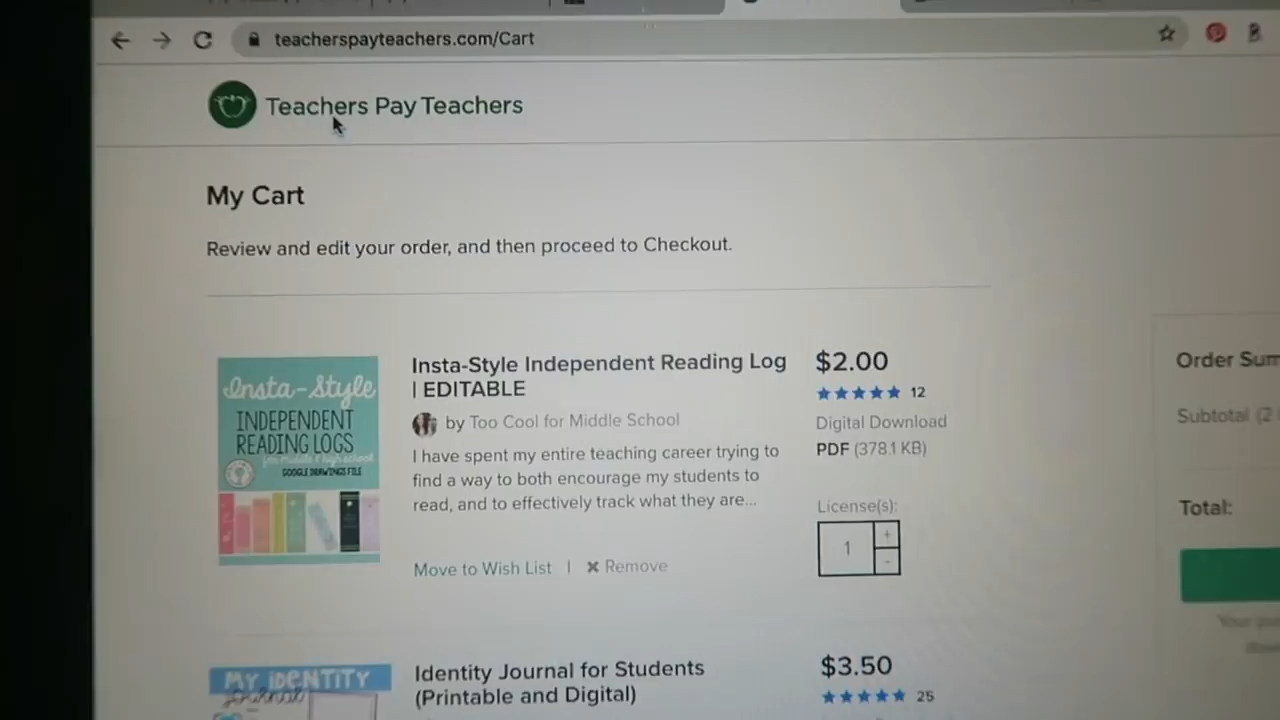 teacherspayteachers.com/Cart
Teachers Pay Teachers
My Cart
Review and edit your order, and then proceed to Checkout.
Insta-Style Independent Reading Log
| EDITABLE
by Too Cool for Middle School
I have spent my entire teaching career trying to
find a way to both encourage my students to
read, and to effectively track what they are...
Move to Wish List | ✖ Remove
$2.00
12
Digital Download
PDF (378.1 KB)
License(s):
1
+
-
Insta-Style
INDEPENDENT
READING LOGS
for middle & high school
GOOGLE DRAWINGS FILE
Order Sum
Subtotal (2
Total:
MY IDENTITY
Journal
Identity Journal for Students
(Printable and Digital)
$3.50
25